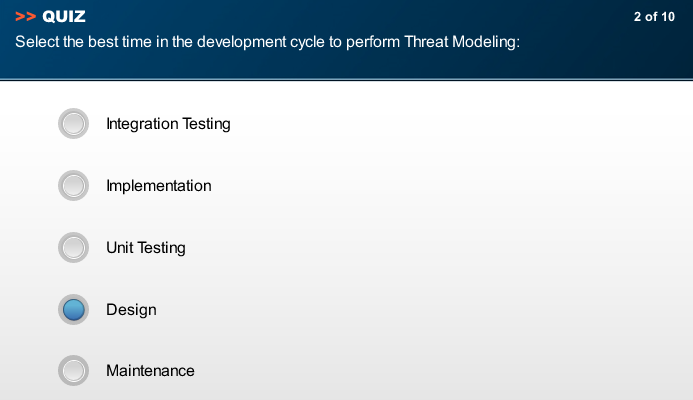 >> QUIZ
2 of 10
Select the best time in the development cycle to perform Threat Modeling:
Integration Testing
Implementation
Unit Testing
Design
Maintenance